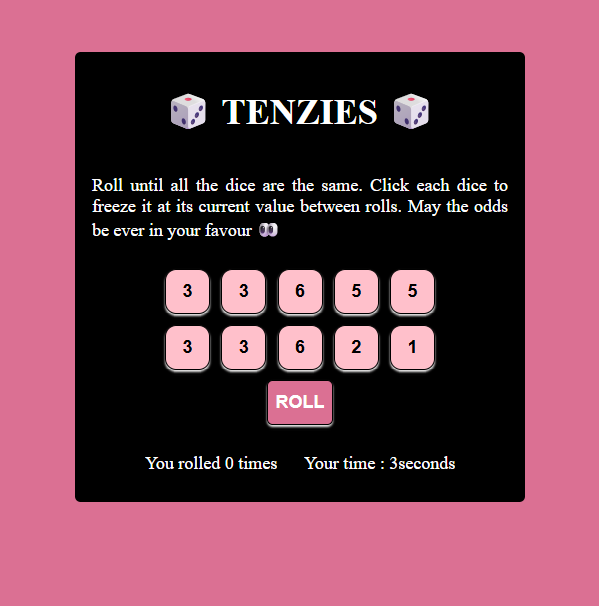 🎲 TENZIES 🎲
Roll until all the dice are the same. Click each dice to
freeze it at its current value between rolls. May the odds
be ever in your favour 👀
3 3 6 5 5
3 3 6 2 1
ROLL
You rolled 0 times Your time : 3seconds